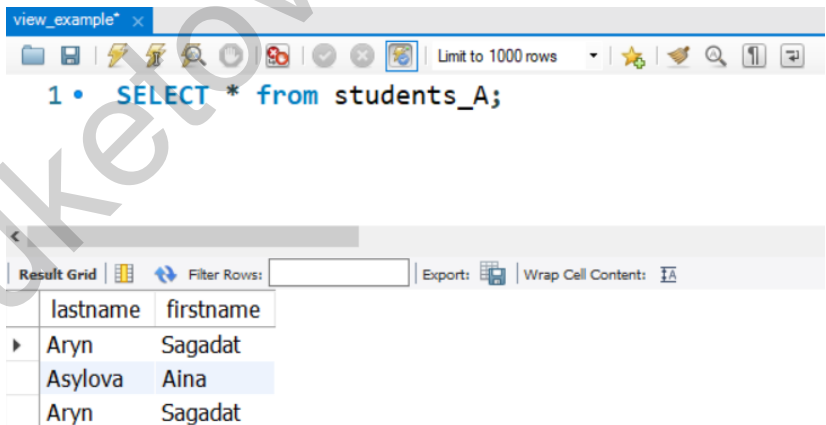 view_example*
Limit to 1000 rows
1 SELECT * from students_A;
Result Grid Filter Rows: Export: Wrap Cell Content:
lastname firstname
Aryn Sagadat
Asylova Aina
Aryn Sagadat